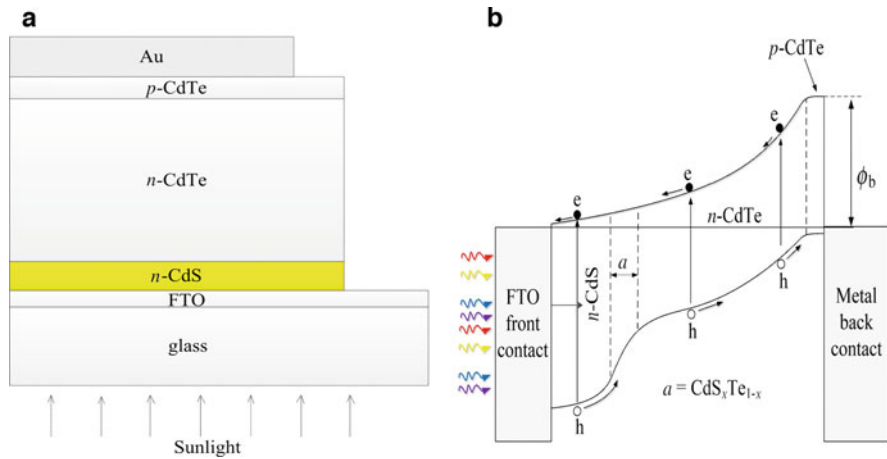 a
Au
p-CdTe
n-CdTe
n-CdS
FTO
glass
Sunlight
b
p-CdTe
e
e
e
ϕb
n-CdTe
a
n-CdS
FTO
front
contact
h
h
h
Metal
back
contact
a = CdSxTe1-x